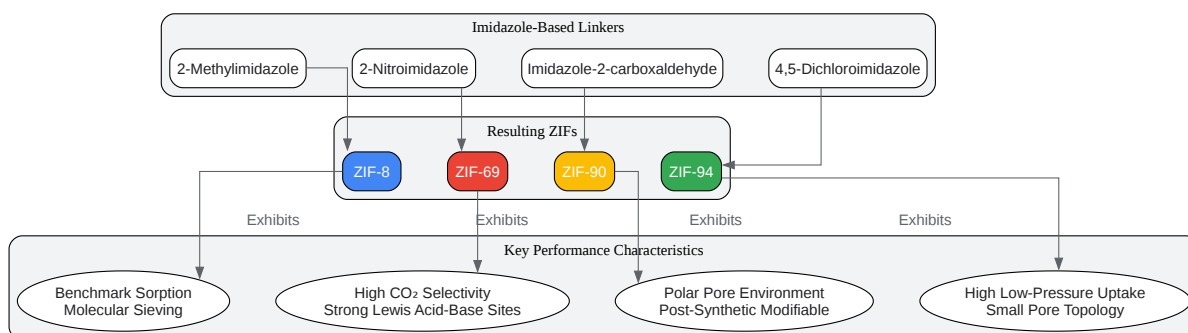 Imidazole-Based Linkers
2-Methylimidazole
2-Nitroimidazole
Imidazole-2-carboxaldehyde
4,5-Dichloroimidazole
Resulting ZIFs
ZIF-8
ZIF-69
ZIF-90
ZIF-94
Exhibits
Exhibits
Exhibits
Exhibits
Key Performance Characteristics
Benchmark Sorption
Molecular Sieving
High CO₂ Selectivity
Strong Lewis Acid-Base Sites
Polar Pore Environment
Post-Synthetic Modifiable
High Low-Pressure Uptake
Small Pore Topology